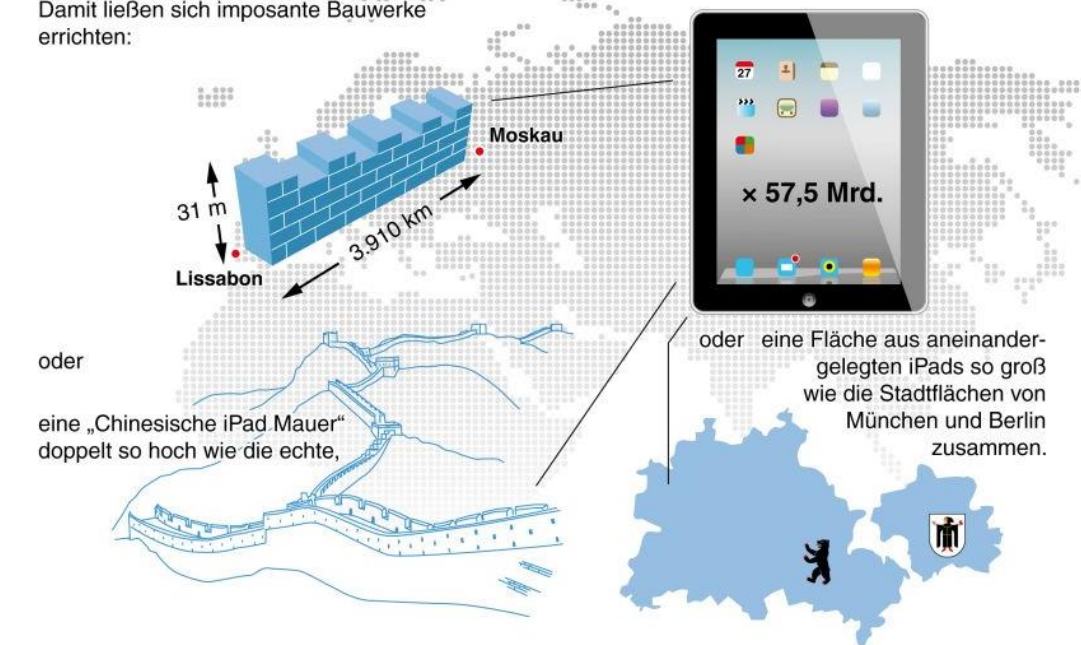 Damit ließen sich imposante Bauwerke
errichten:
27
Moskau
× 57,5 Mrd.
31 m
3.910 km
Lissabon
oder
eine „Chinesische iPad Mauer“
doppelt so hoch wie die echte,
oder eine Fläche aus aneinander-
gelegten iPads so groß
wie die Stadtflächen von
München und Berlin
zusammen.